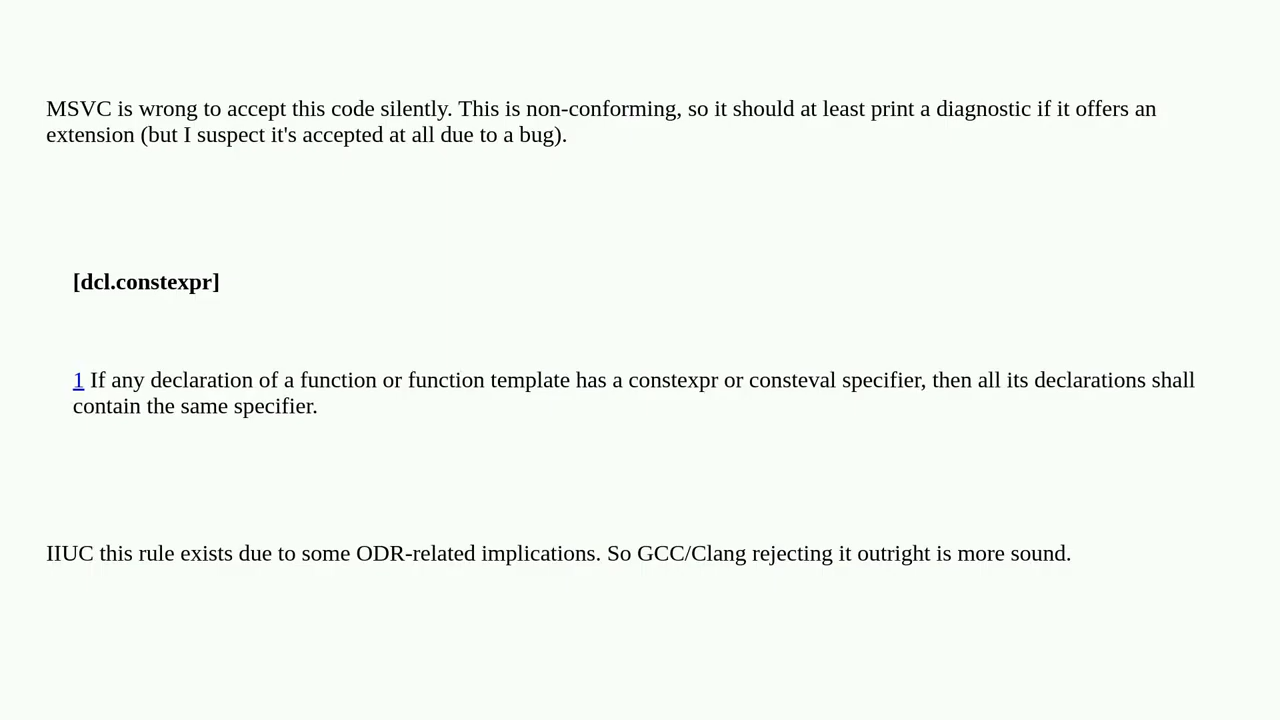 MSVC is wrong to accept this code silently. This is non-conforming, so it should at least print a diagnostic if it offers an
extension (but I suspect it's accepted at all due to a bug).
[dcl.constexpr]
1 If any declaration of a function or function template has a constexpr or consteval specifier, then all its declarations shall
contain the same specifier.
IIUC this rule exists due to some ODR-related implications. So GCC/Clang rejecting it outright is more sound.